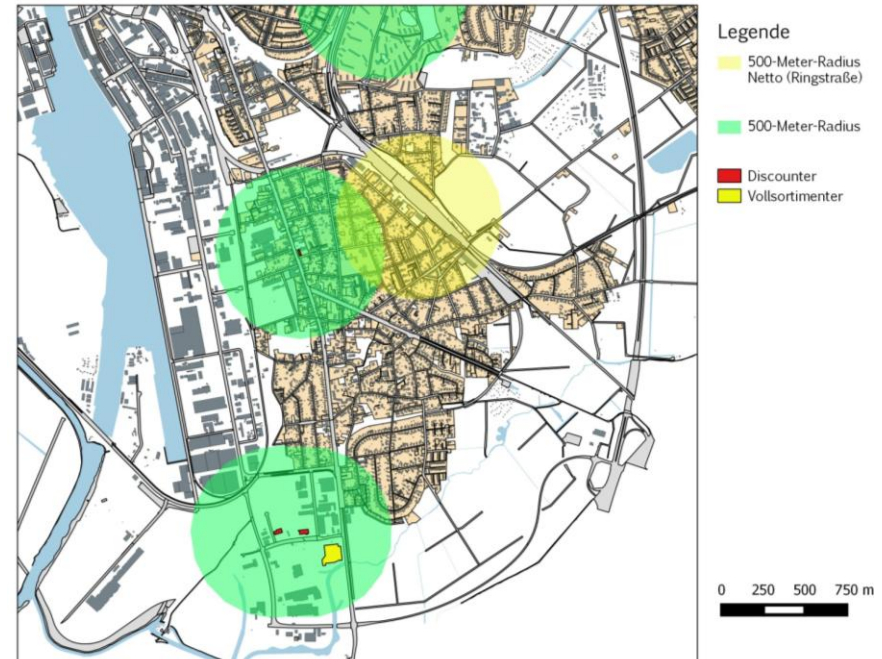 Legende
500-Meter-Radius
Netto (Ringstraße)
500-Meter-Radius
Discounter
Vollsortimenter
0 250 500 750 m